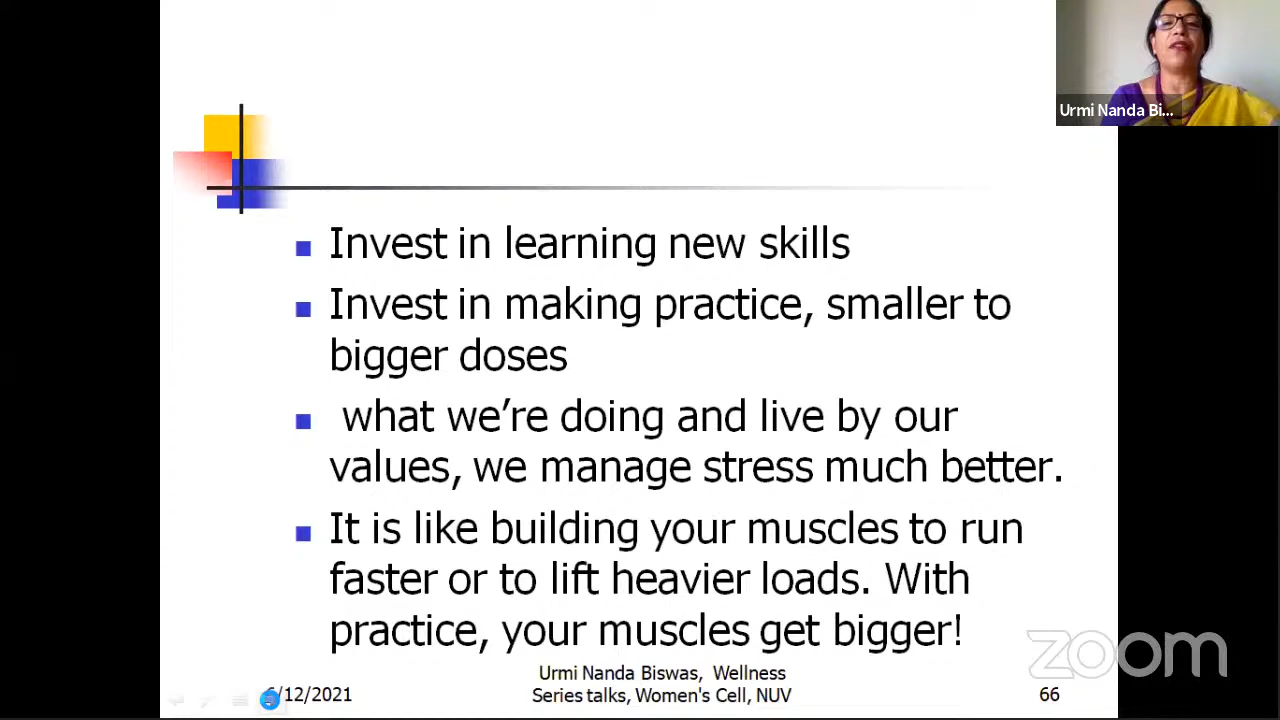 Urmi Nanda Bi...
Invest in learning new skills
Invest in making practice, smaller to
bigger doses
what we're doing and live by our
values, we manage stress much better.
It is like building your muscles to run
faster or to lift heavier loads. With
practice, your muscles get bigger!
zoom
Urmi Nanda Biswas, Wellness
Series talks, Women's Cell, NUV
/12/2021
66